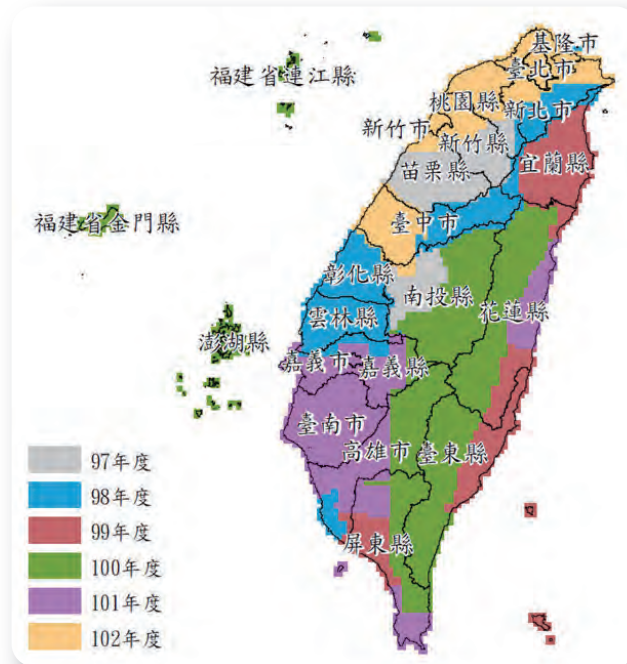 基隆市
福建省連江縣
臺北市
桃園縣
新北市
新竹市
新竹縣
苗栗縣
宜蘭縣
福建省金門縣
臺中市
彰化縣
南投縣
花蓮縣
雲林縣
澎湖縣
嘉義市
嘉義縣
臺南市
高雄市
臺東縣
屏東縣
97年度
98年度
99年度
100年度
101年度
102年度